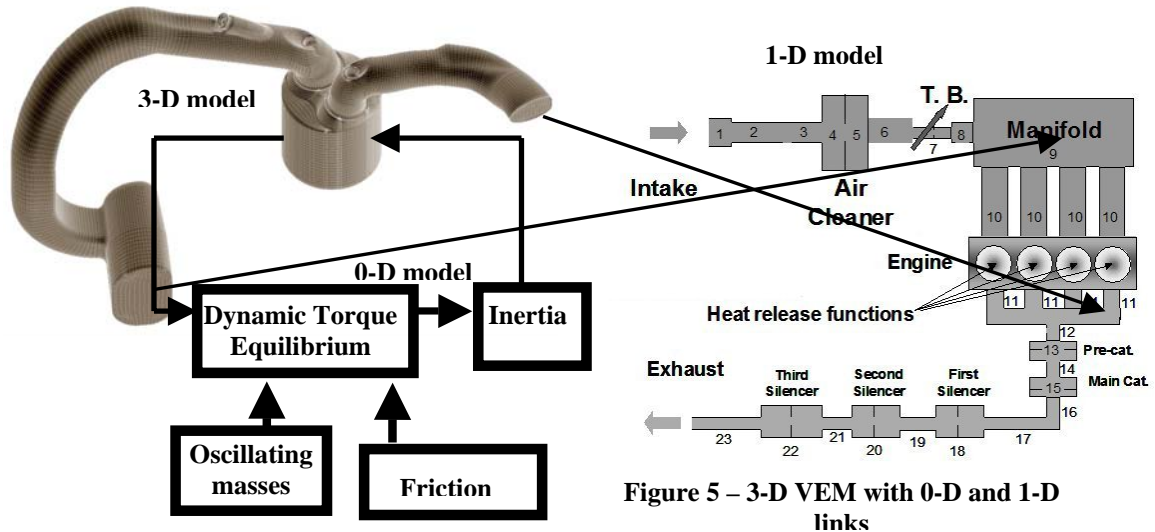 3-D model
0-D model
Dynamic Torque
Equilibrium
Inertia
Oscillating
masses
Friction
1-D model
T. B.
1
2
3
4
5
6
7
8
Manifold
9
Intake
Air
Cleaner
10
10
10
10
Engine
Heat release functions
11
11
11
12
13
Pre-cat.
14
Main Cat.
15
16
Exhaust
Third
Silencer
Second
Silencer
First
Silencer
23
22
21
20
19
18
17
Figure 5 – 3-D VEM with 0-D and 1-D
links